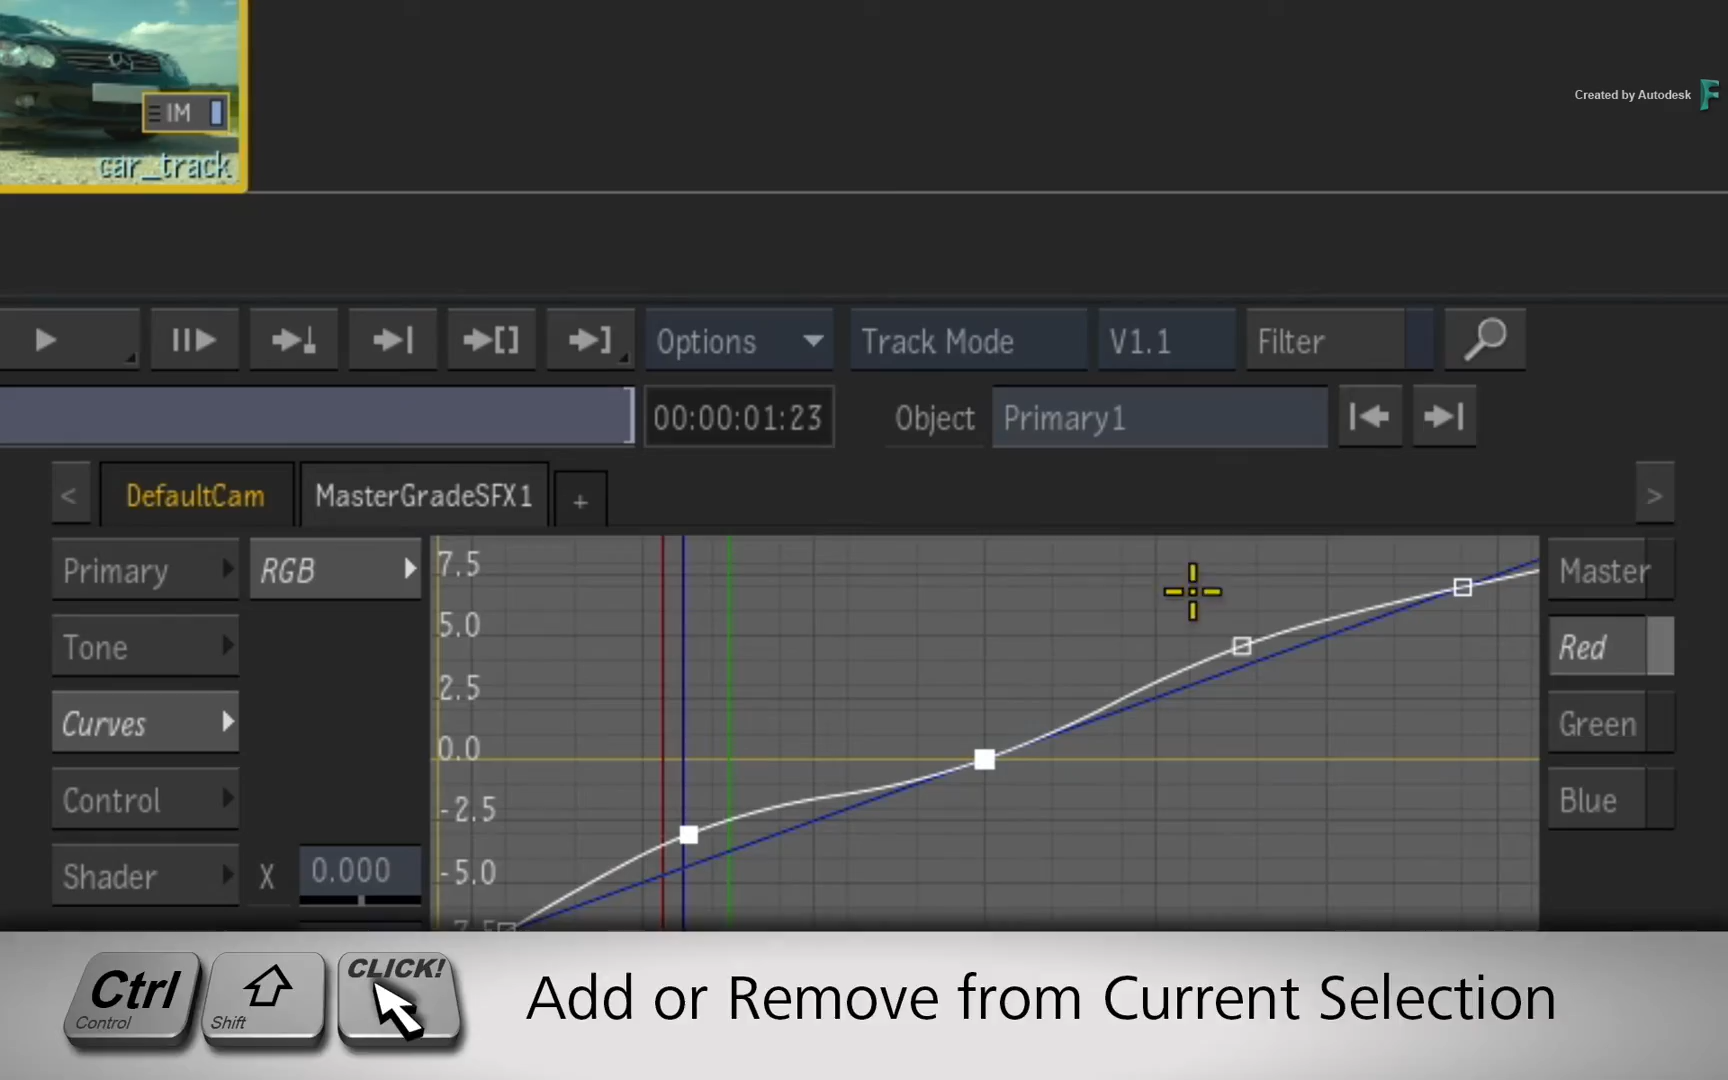 Created by Autodesk
IM
car_track
Options
Track Mode
V1.1
Filter
00:00:01:23
Object
Primary1
<
DefaultCam
MasterGradeSFX1
+
>
Primary
RGB
7.5
Master
5.0
Tone
Red
2.5
Curves
0.0
Green
Control
-2.5
Blue
Shader
X
0.000
-5.0
-7.5
Ctrl
Control
Shift
CLICK!
Add or Remove from Current Selection